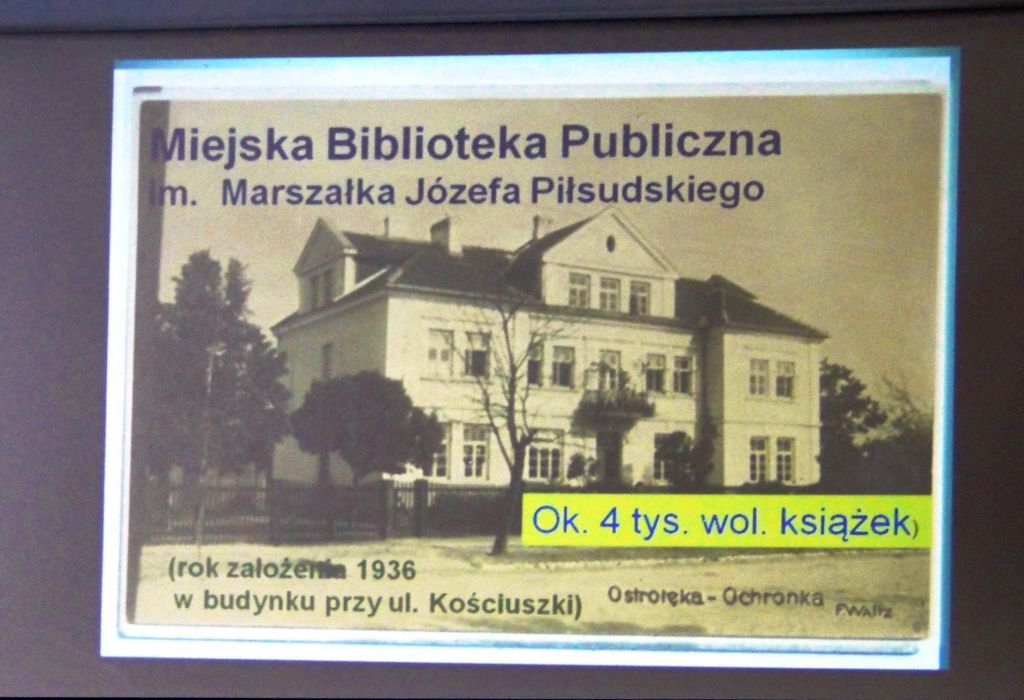 Miejska Biblioteka Publiczna
im. Marszałka Józefa Piłsudskiego
Ok. 4 tys. wol. książek)
(rok założenia 1936
w budynku przy ul. Kościuszki)
Ostrołęka - Ochronka
F. Waltz